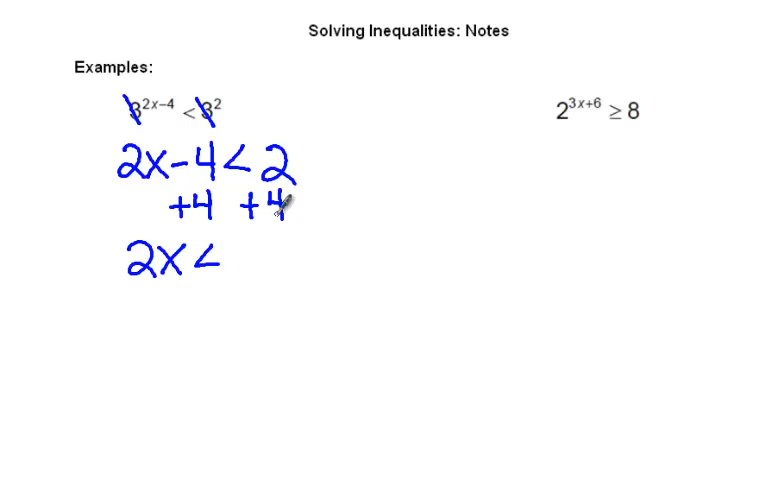 Solving Inequalities: Notes
Examples:
3^{2x-4} < 3^2
2^{3x+6} ≥ 8
2x - 4 < 2
+4 +4
2x <